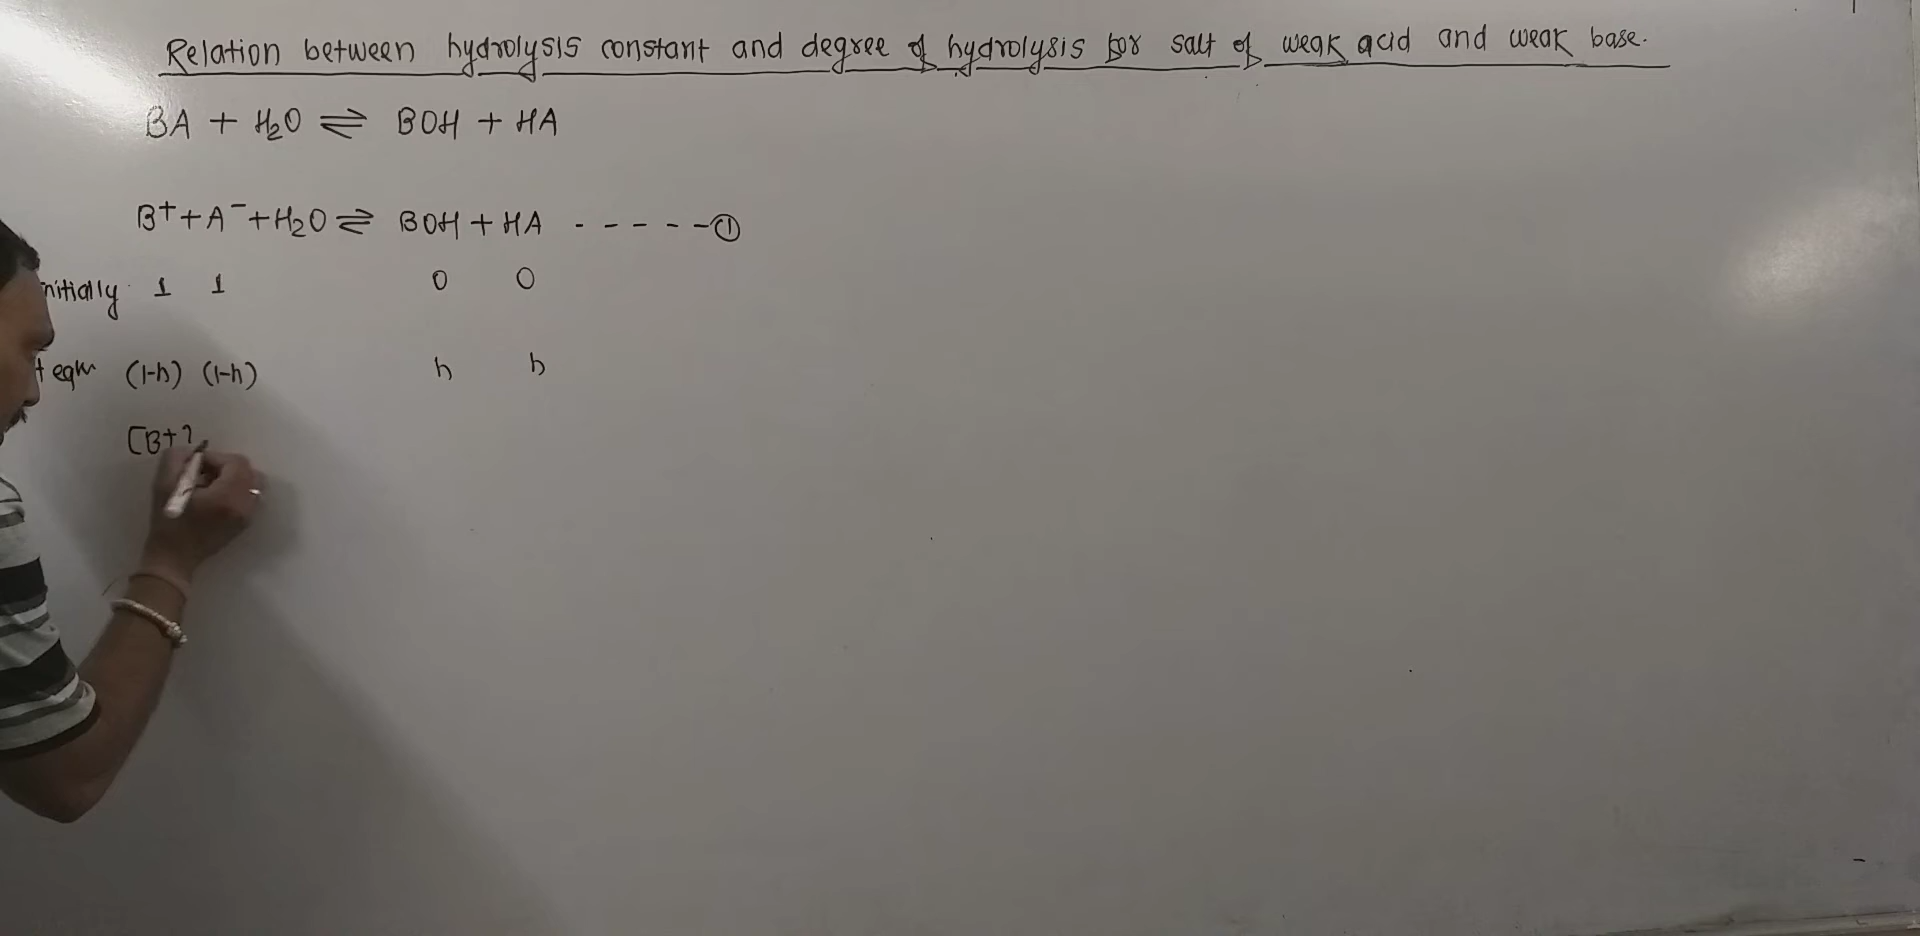 Relation between hydrolysis constant and degree of hydrolysis for salt of weak acid and weak base.
BA + H₂O ⇌ BOH + HA
B⁺ + A⁻ + H₂O ⇌ BOH + HA - - - - - ①
nitially 1 1 0 0
t eqm (1-h) (1-h) h h
[B+]